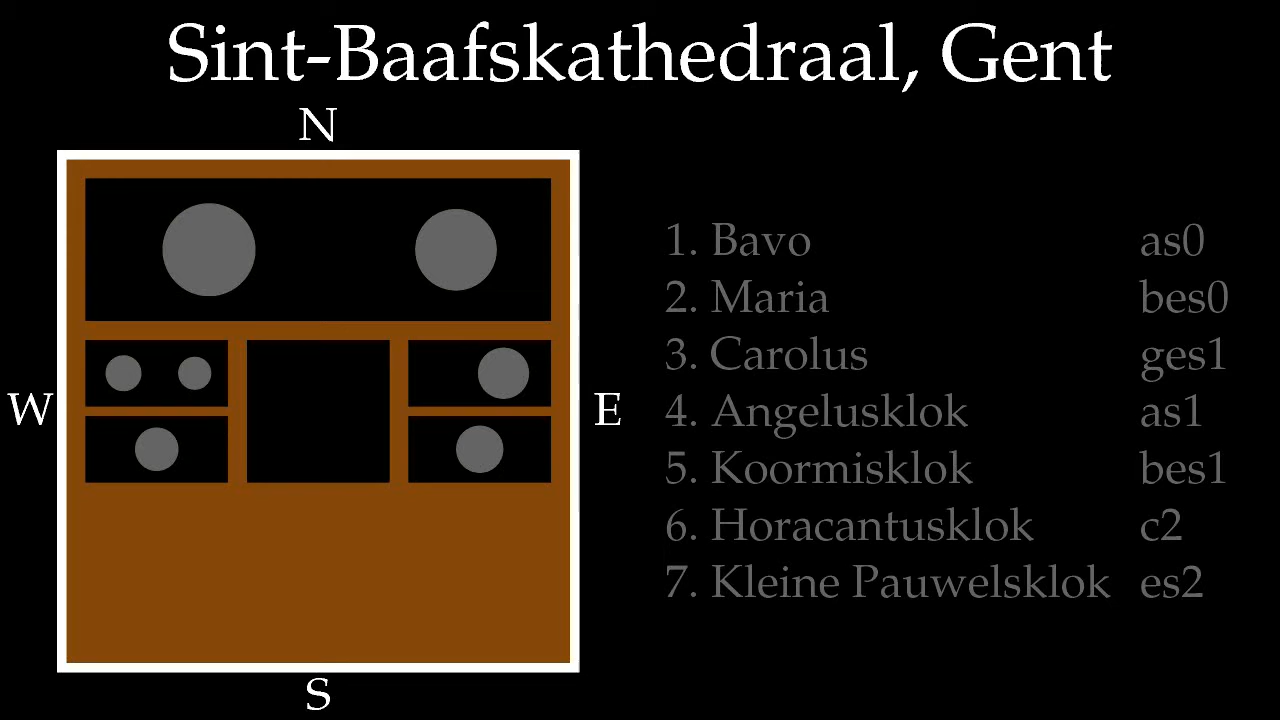 Sint-Baafskathedraal, Gent
N
W
E
S
1. Bavo as0
2. Maria bes0
3. Carolus ges1
4. Angelusklok as1
5. Koormisklok bes1
6. Horacantusklok c2
7. Kleine Pauwelsklok es2